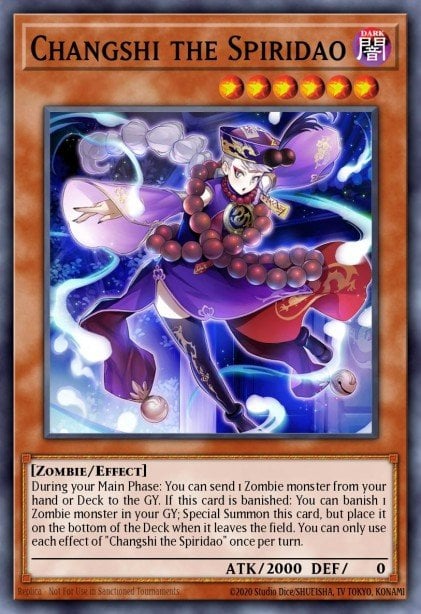 CHANGSHI THE SPIRIDAO
DARK
闇
[ZOMBIE/EFFECT]
During your Main Phase: You can send 1 Zombie monster from your
hand or Deck to the GY. If this card is banished: You can banish 1
Zombie monster in your GY; Special Summon this card, but place it
on the bottom of the Deck when it leaves the field. You can only use
each effect of "Changshi the Spiridao" once per turn.
ATK/2000 DEF/ 0
Replica - Not For Use in Sanctioned Tournaments
©2020 Studio Dice/SHUEISHA, TV TOKYO, KONAMI